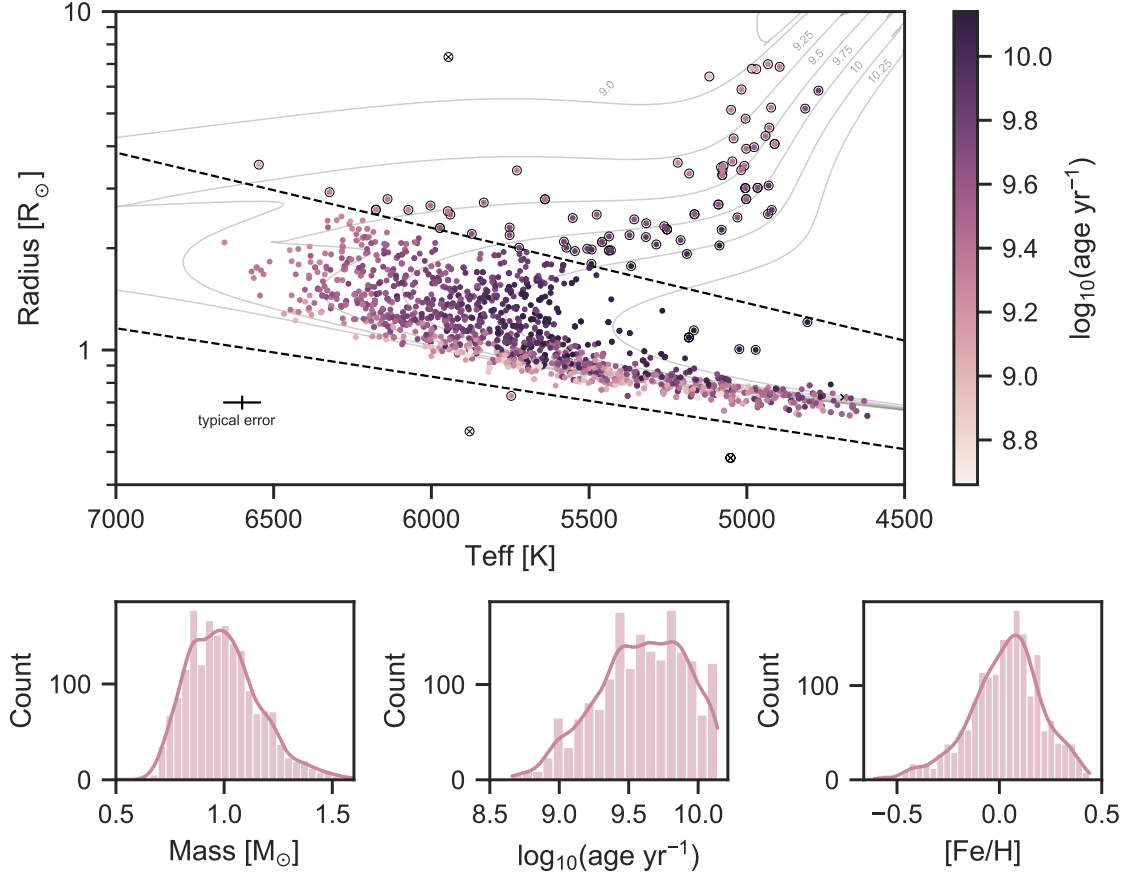 10
1
Radius [R⊙]
9.0
9.25
9.5
9.75
10
10.25
typical error
7000 6500 6000 5500 5000 4500
Teff [K]
10.0
9.8
9.6
9.4
9.2
9.0
8.8
log₁₀(age yr⁻¹)
100
0
Count
0.5 1.0 1.5
Mass [M⊙]
100
0
Count
8.5 9.0 9.5 10.0
log₁₀(age yr⁻¹)
100
0
Count
−0.5 0.0 0.5
[Fe/H]